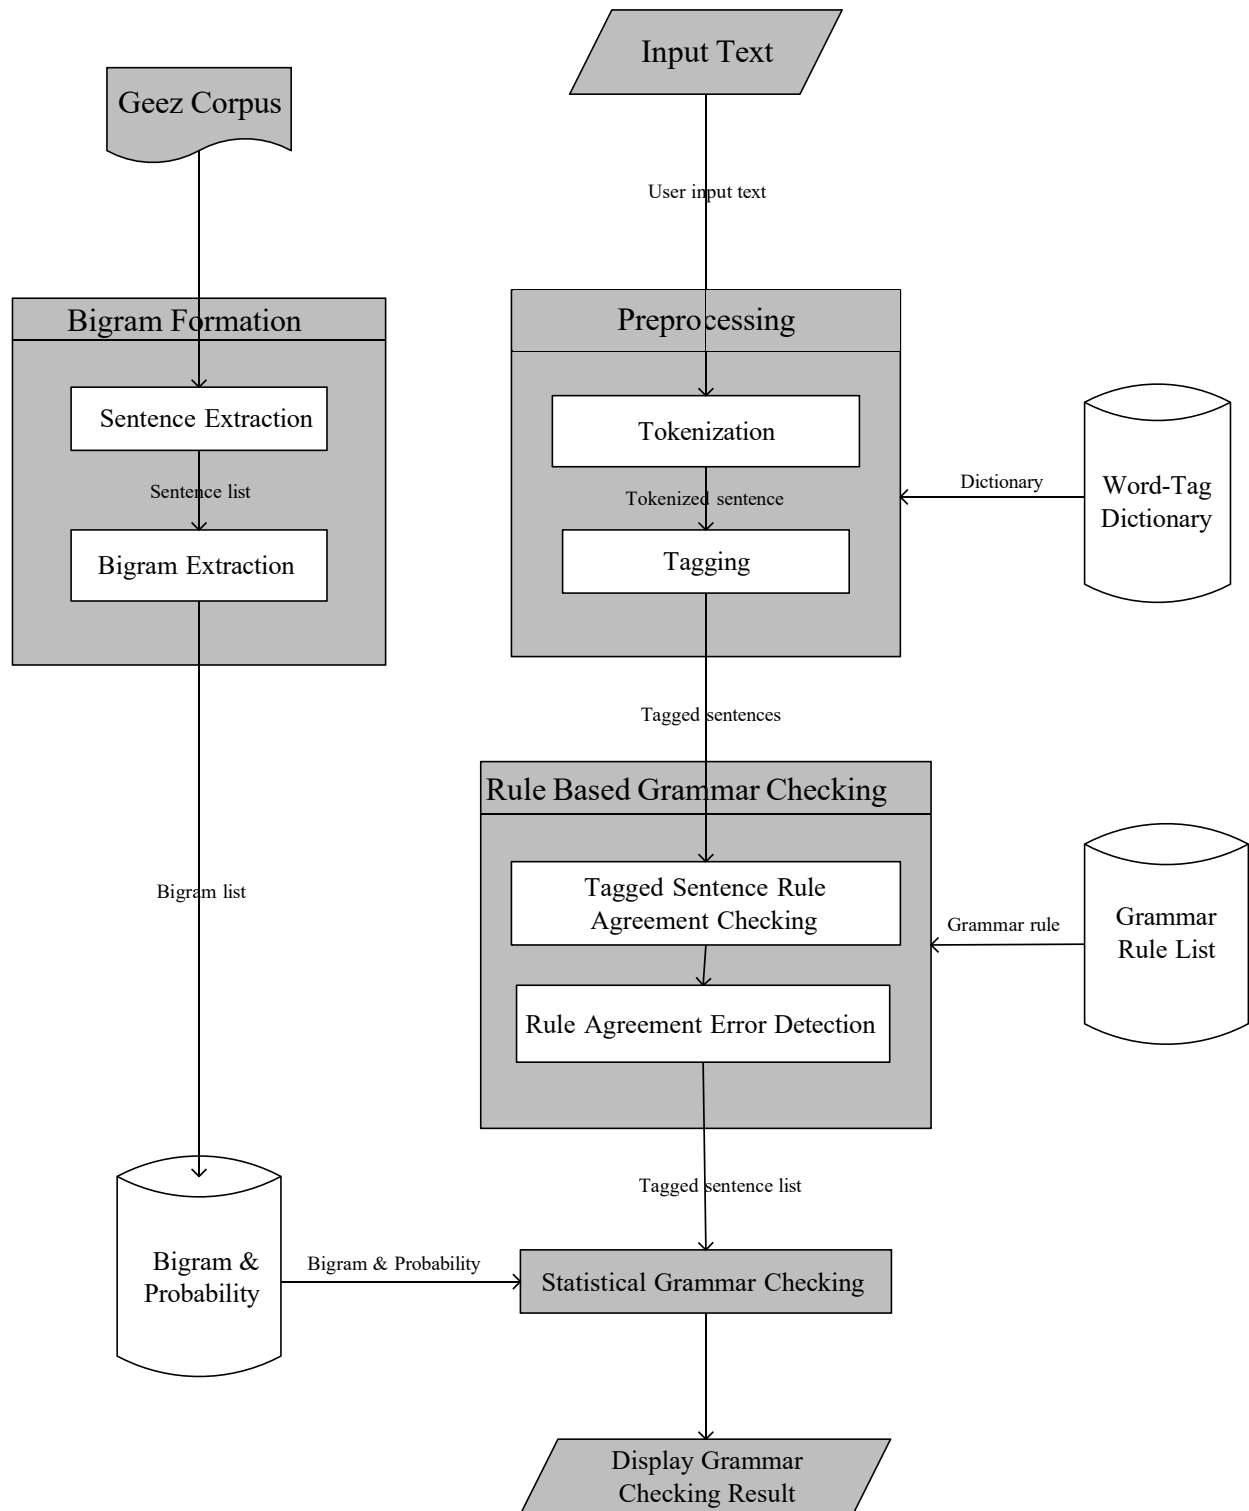 Input Text
Geez Corpus
User input text
Bigram Formation
Preprocessing
Sentence Extraction
Tokenization
Sentence list
Tokenized sentence
Dictionary
Word-Tag
Dictionary
Bigram Extraction
Tagging
Tagged sentences
Rule Based Grammar Checking
Bigram list
Tagged Sentence Rule
Agreement Checking
Grammar rule
Grammar
Rule List
Rule Agreement Error Detection
Tagged sentence list
Bigram &
Probability
Bigram & Probability
Statistical Grammar Checking
Display Grammar
Checking Result